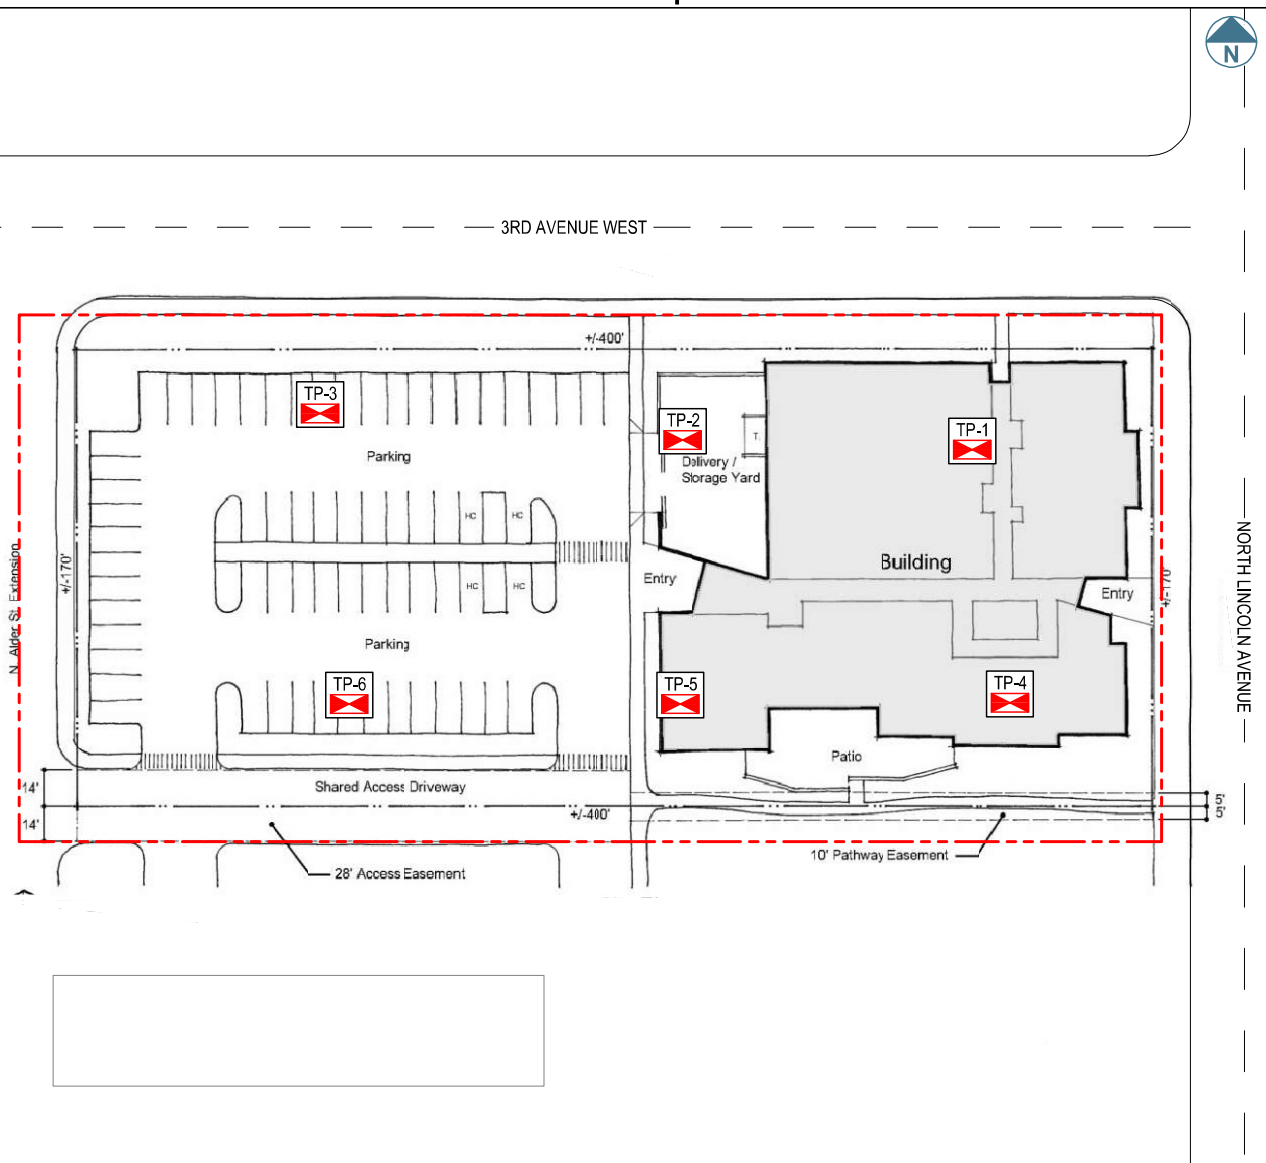 N
3RD AVENUE WEST
+/-400'
TP-3
TP-2
TP-1
T.
Parking
Delivery /
Storage Yard
HC
HC
NORTH LINCOLN AVENUE
N. Alder St. Extension
+/-170'
Building
Entry
HC
HC
Entry
+/-170'
Parking
TP-6
TP-5
TP-4
Patio
14'
Shared Access Driveway
5'
5'
+/-400'
14'
10' Pathway Easement
28' Access Easement